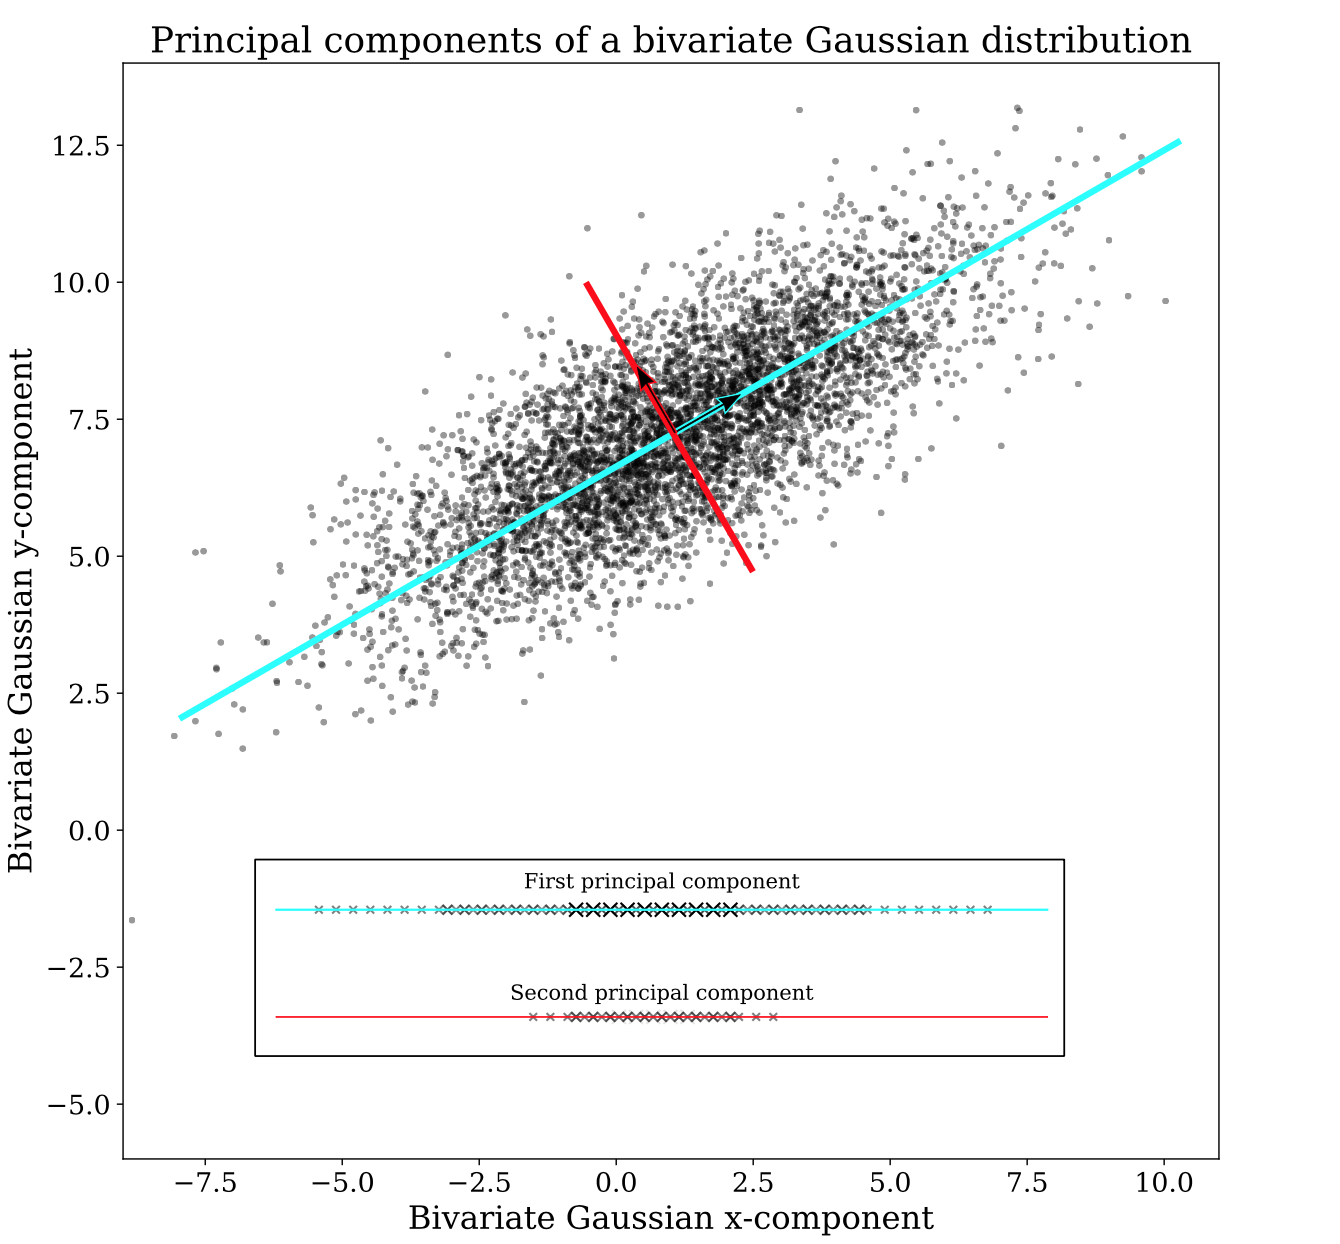 Principal components of a bivariate Gaussian distribution
Bivariate Gaussian y-component
12.5
10.0
7.5
5.0
2.5
0.0
−2.5
−5.0
First principal component
Second principal component
−7.5 −5.0 −2.5 0.0 2.5 5.0 7.5 10.0
Bivariate Gaussian x-component